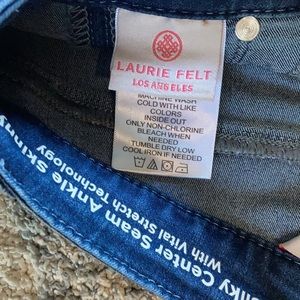 LAURIE FELT
LOS ANGELES
MACHINE WASH
COLD WITH LIKE
COLORS
INSIDE OUT
ONLY NON-CHLORINE
BLEACH WHEN
NEEDED
TUMBLE DRY LOW
COOL IRON IF NEEDED
Center Seam Ankle Skinny
With Vital Stretch Technology